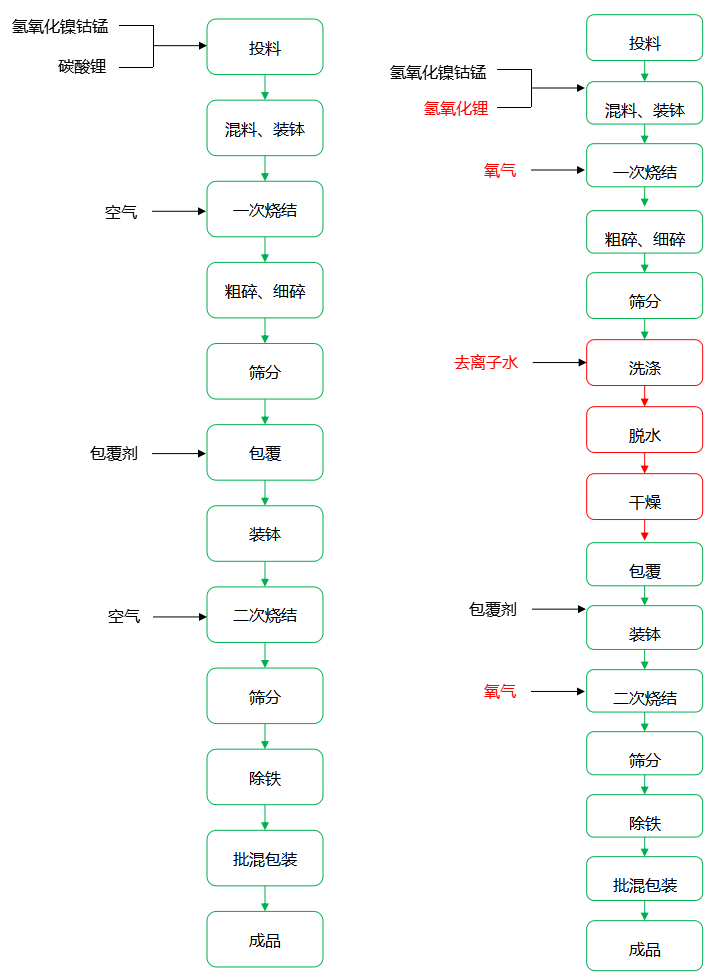 氢氧化镍钴锰
碳酸锂
投料
混料、装钵
空气
一次烧结
粗碎、细碎
筛分
包覆剂
包覆
装钵
空气
二次烧结
筛分
除铁
批混包装
成品
投料
氢氧化镍钴锰
氢氧化锂
混料、装钵
氧气
一次烧结
粗碎、细碎
筛分
去离子水
洗涤
脱水
干燥
包覆
包覆剂
装钵
氧气
二次烧结
筛分
除铁
批混包装
成品